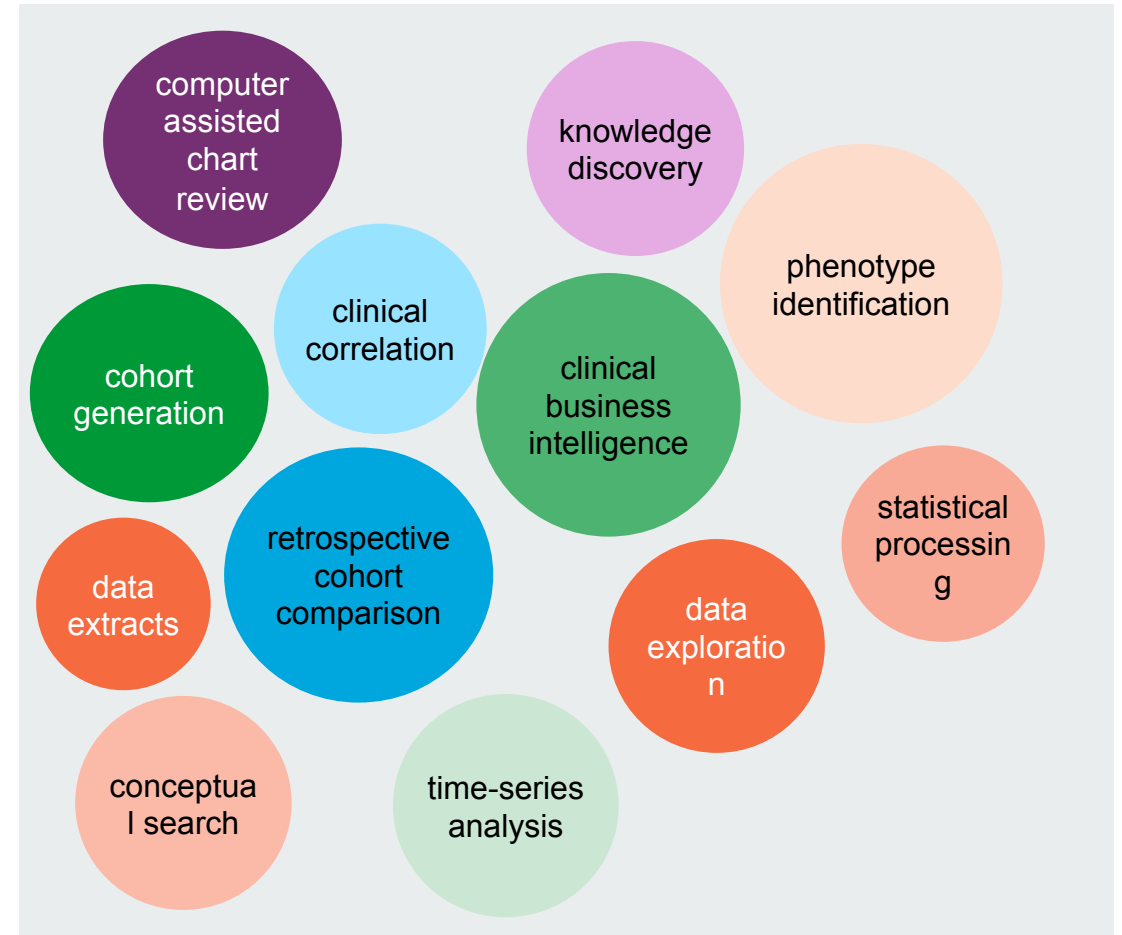 computer
assisted
chart
review
knowledge
discovery
phenotype
identification
clinical
correlation
clinical
business
intelligence
cohort
generation
retrospective
cohort
comparison
statistical
processin
g
data
extracts
data
exploratio
n
conceptua
l search
time-series
analysis